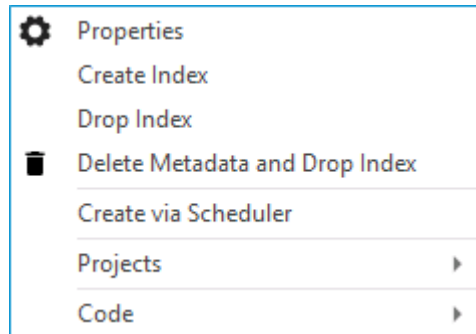 Properties
Create Index
Drop Index
Delete Metadata and Drop Index
Create via Scheduler
Projects
Code